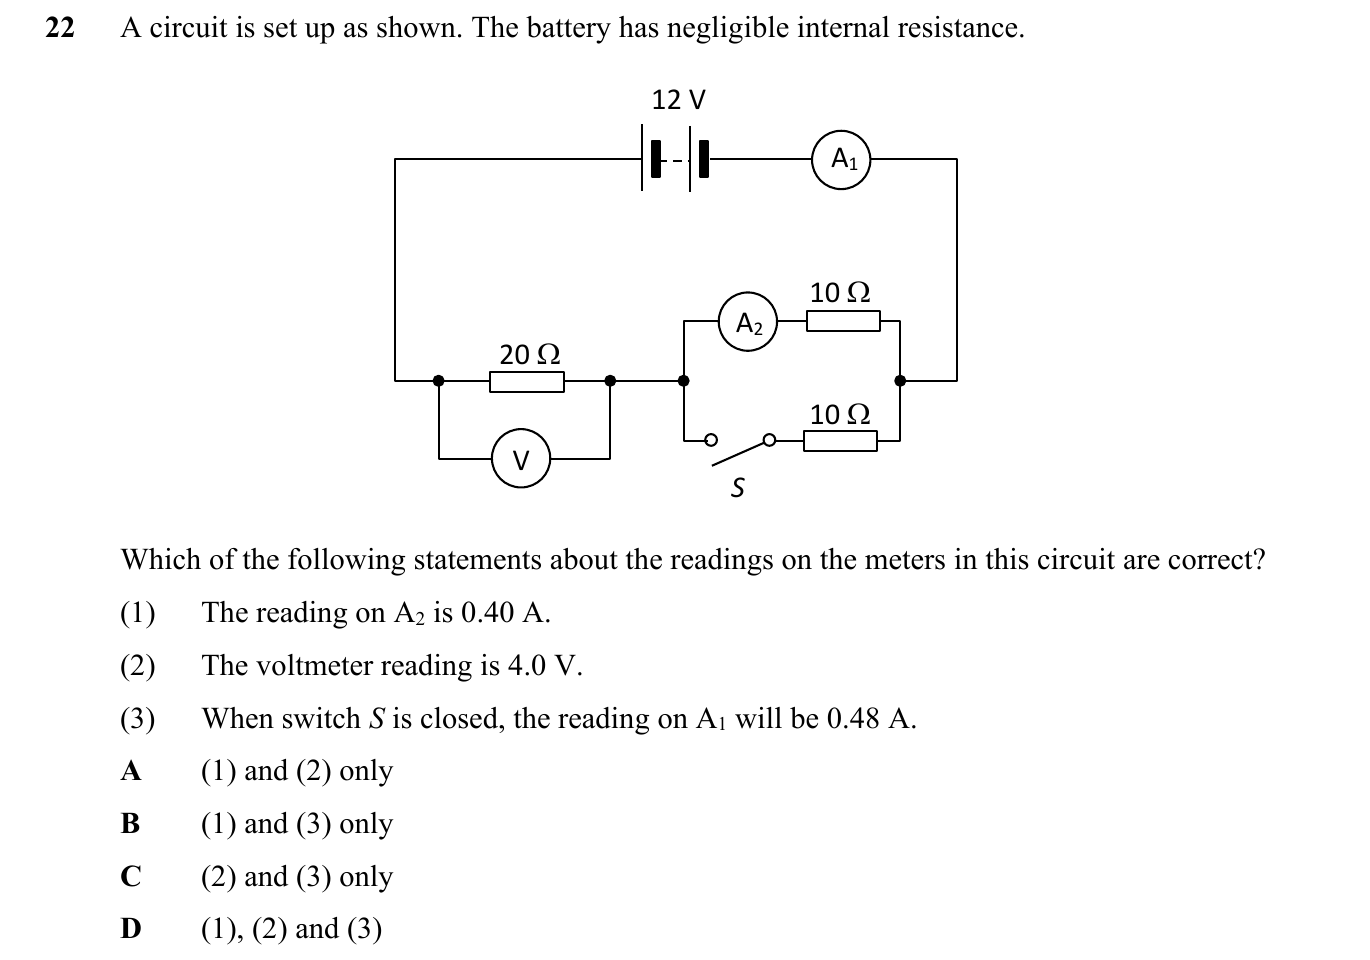 22 A circuit is set up as shown. The battery has negligible internal resistance.
12 V
A₁
10 Ω
A₂
20 Ω
10 Ω
V
S
Which of the following statements about the readings on the meters in this circuit are correct?
(1) The reading on A₂ is 0.40 A.
(2) The voltmeter reading is 4.0 V.
(3) When switch S is closed, the reading on A₁ will be 0.48 A.
A (1) and (2) only
B (1) and (3) only
C (2) and (3) only
D (1), (2) and (3)